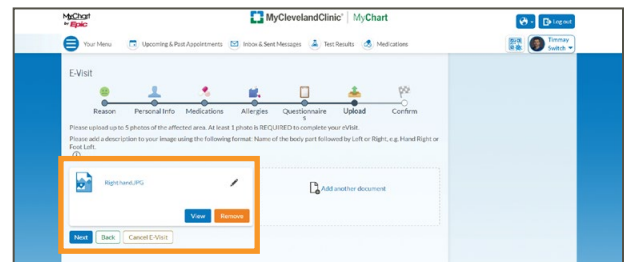 MyChart
by Epic
MyClevelandClinic® | MyChart
Log out
Your Menu
Upcoming & Past Appointments
Inbox & Sent Messages
Test Results
Medications
Timmay
Switch
E-Visit
Reason
Personal Info
Medications
Allergies
Questionnaires
Upload
Confirm
Please upload up to 5 photos of the affected area. At least 1 photo is REQUIRED to complete your eVisit.
Please add a description to your image using the following format: Name of the body part followed by Left or Right, e.g. Hand Right or
Foot Left.
Right hand.JPG
Add another document
View
Remove
Next
Back
Cancel E-Visit